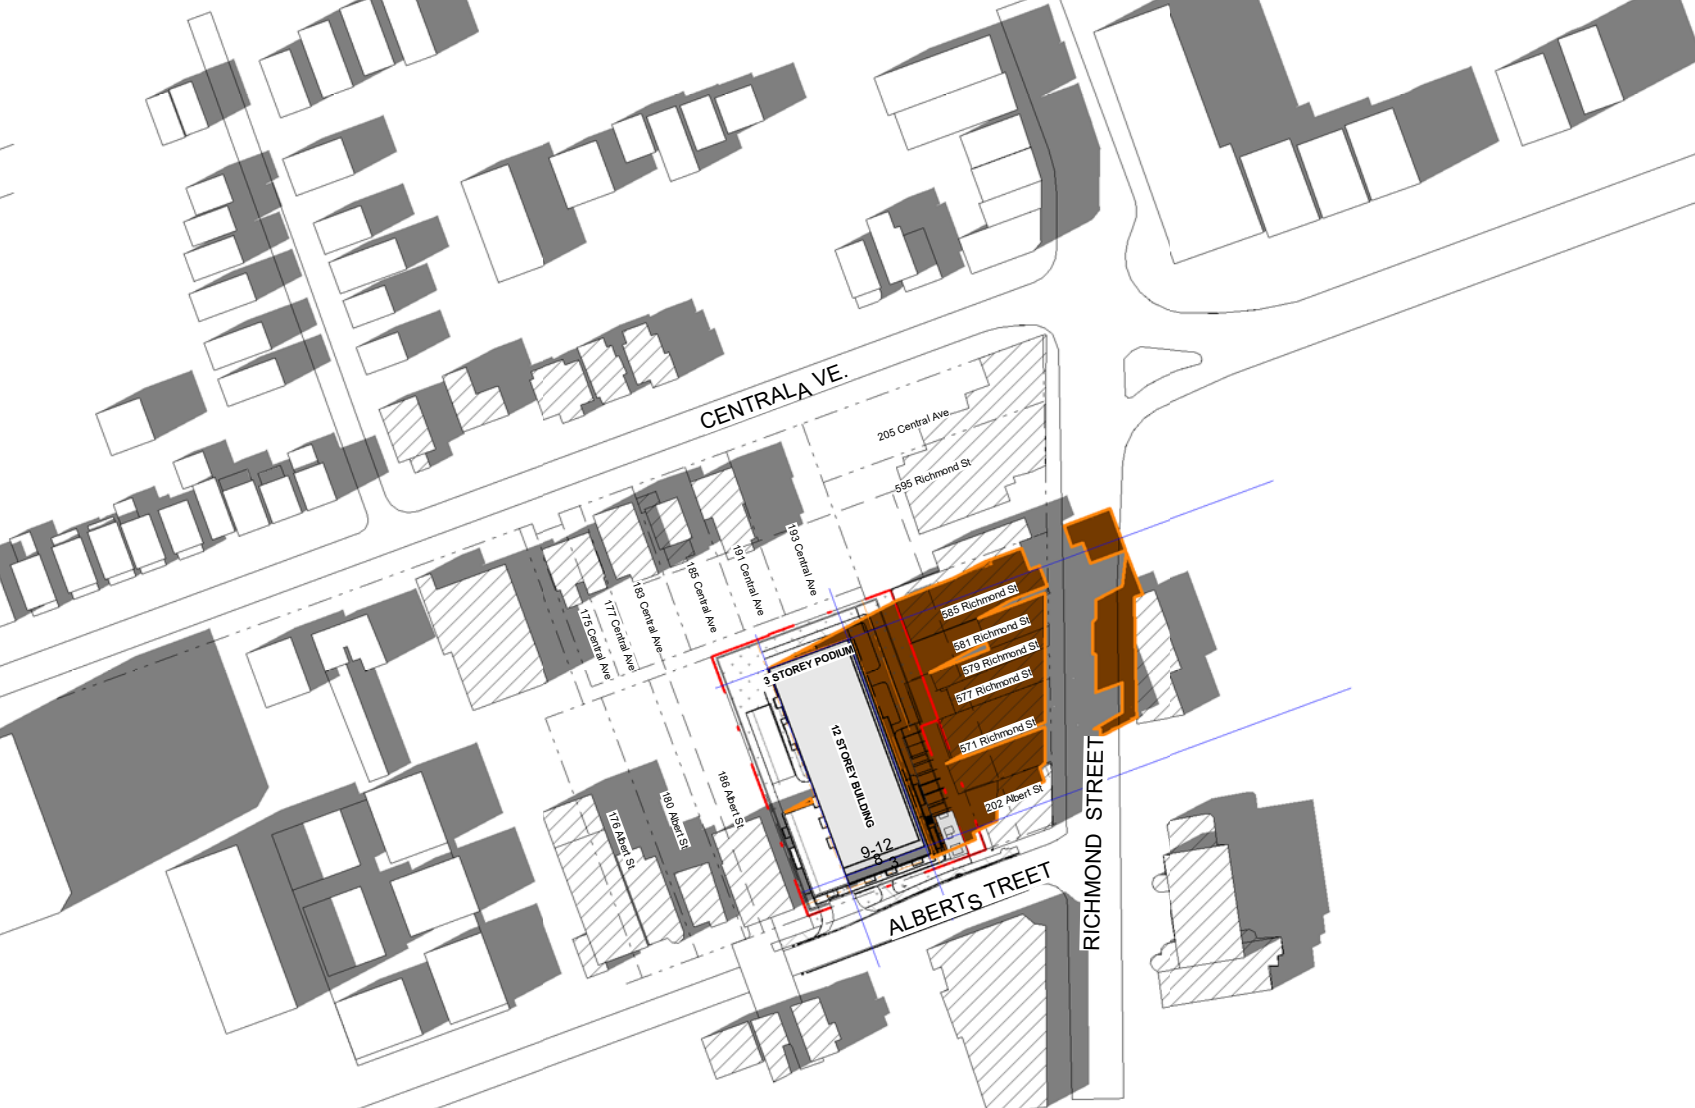 CENTRALA VE.
205 Central Ave
595 Richmond St
193 Central Ave
191 Central Ave
185 Central Ave
183 Central Ave
177 Central Ave
175 Central Ave
585 Richmond St
581 Richmond St
579 Richmond St
577 Richmond St
571 Richmond St
3 STOREY PODIUM
12 STOREY BUILDING
202 Albert St
186 Albert St
180 Albert St
176 Albert St
9-12
8
3
ALBERTS TREET
RICHMOND STREET